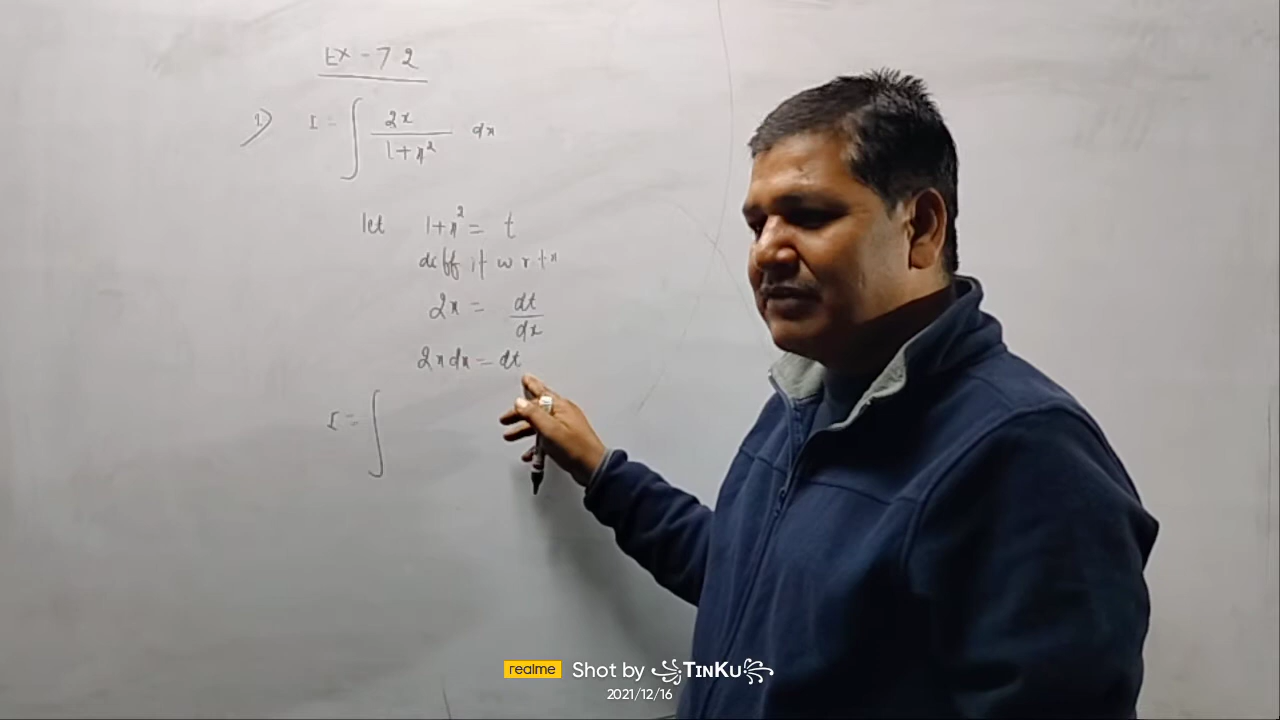 Ex - 7 2
1) I = ∫ 2x / 1+x² dx
let 1+x² = t
diff it w r t x
2x = dt / dx
2x dx = dt
I = ∫
realme Shot by TINKU
2021/12/16